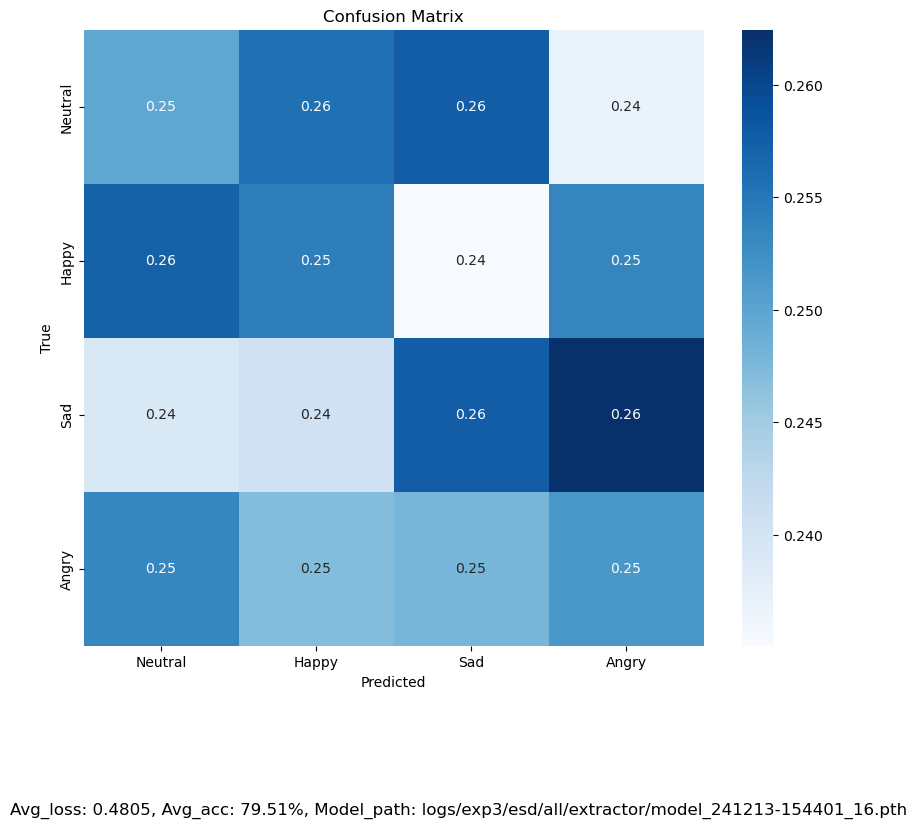 Confusion Matrix
Neutral 0.25 0.26 0.26 0.24
Happy 0.26 0.25 0.24 0.25
Sad 0.24 0.24 0.26 0.26
Angry 0.25 0.25 0.25 0.25
True
Neutral Happy Sad Angry
Predicted
0.260
0.255
0.250
0.245
0.240
Avg_loss: 0.4805, Avg_acc: 79.51%, Model_path: logs/exp3/esd/all/extractor/model_241213-154401_16.pth